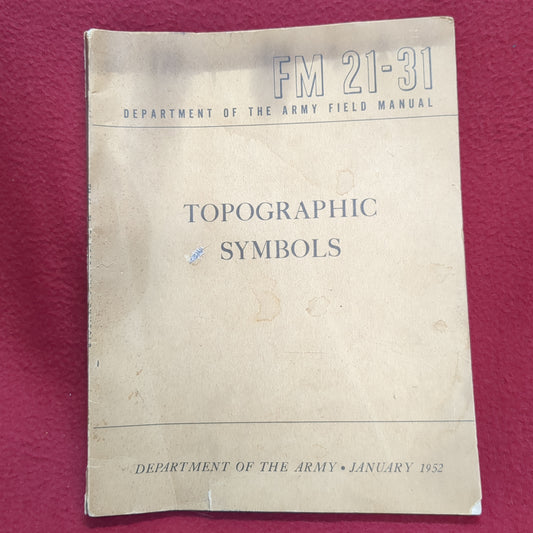 FM 21-31
DEPARTMENT OF THE ARMY FIELD MANUAL
TOPOGRAPHIC
SYMBOLS
DEPARTMENT OF THE ARMY • JANUARY 1952